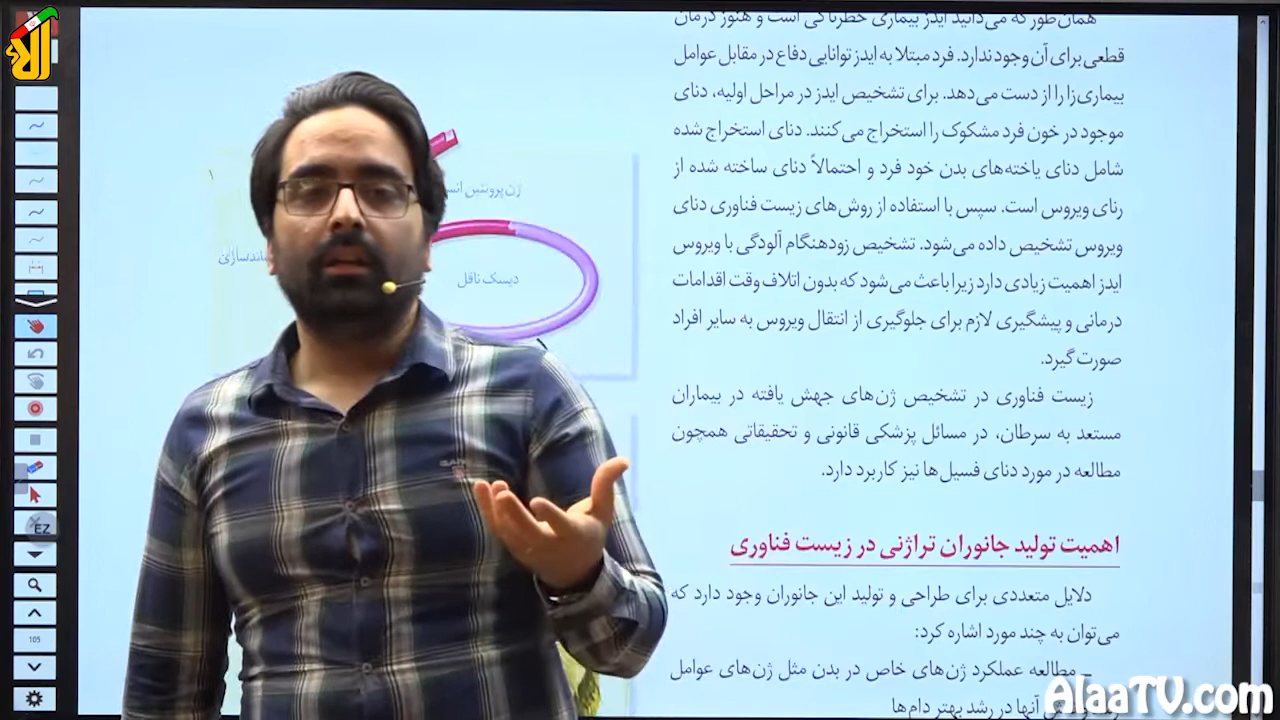 آلاء
همان‌طور که می‌دانید ایدز بیماری خطرناکی است و هنوز درمان
قطعی برای آن وجود ندارد. فرد مبتلا به ایدز توانایی دفاع در مقابل عوامل
بیماری‌زا را از دست می‌دهد. برای تشخیص ایدز در مراحل اولیه، دنای
موجود در خون فرد مشکوک را استخراج می‌کنند. دنای استخراج شده
شامل دنای یاخته‌های بدن خود فرد و احتمالاً دنای ساخته شده از
رنای ویروس است. سپس با استفاده از روش‌های زیست فناوری دنای
ویروس تشخیص داده می‌شود. تشخیص زودهنگام آلودگی با ویروس
ایدز اهمیت زیادی دارد زیرا باعث می‌شود که بدون اتلاف وقت اقدامات
درمانی و پیشگیری لازم برای جلوگیری از انتقال ویروس به سایر افراد
صورت گیرد.
زیست فناوری در تشخیص ژن‌های جهش یافته در بیماران
مستعد به سرطان، در مسائل پزشکی قانونی و تحقیقاتی همچون
مطالعه در مورد دنای فسیل‌ها نیز کاربرد دارد.
اهمیت تولید جانوران تراژنی در زیست فناوری
دلایل متعددی برای طراحی و تولید این جانوران وجود دارد که
می‌توان به چند مورد اشاره کرد:
ـ مطالعه عملکرد ژن‌های خاص در بدن مثل ژن‌های عوامل
آنها در رشد بهتر دام‌ها
ژن پروتئین
دیسک ناقل
EZ
105
AlaaTV.com